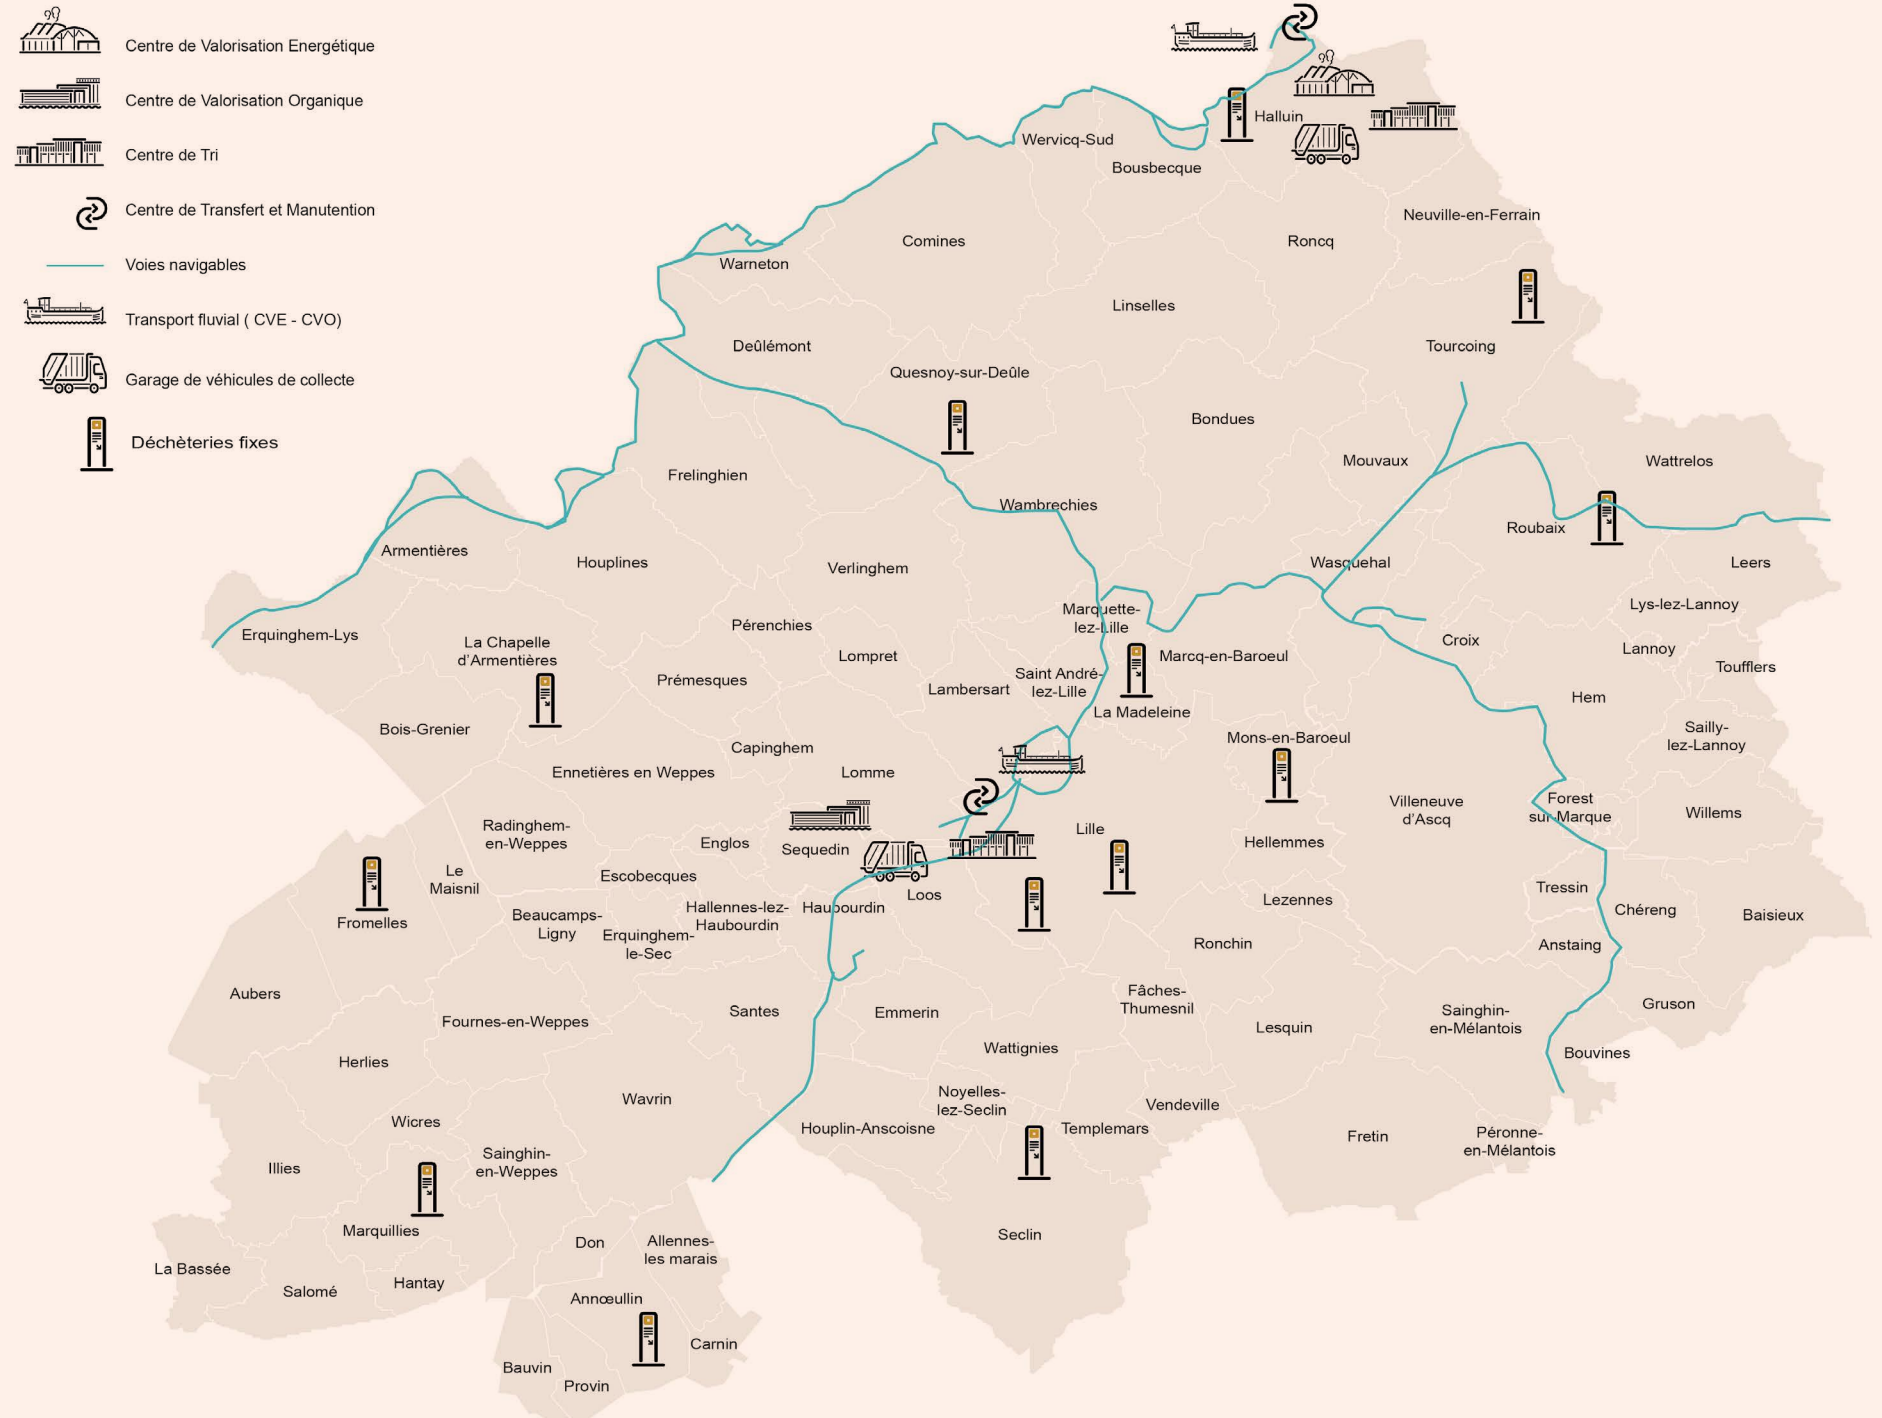 Centre de Valorisation Energétique
Centre de Valorisation Organique
Centre de Tri
Centre de Transfert et Manutention
Voies navigables
Transport fluvial ( CVE - CVO)
Garage de véhicules de collecte
Déchèteries fixes
Halluin
Wervicq-Sud
Bousbecque
Neuville-en-Ferrain
Comines
Roncq
Warneton
Linselles
Deûlémont
Tourcoing
Quesnoy-sur-Deûle
Bondues
Mouvaux
Wattrelos
Frelinghien
Wambrechies
Roubaix
Armentières
Houplines
Verlinghem
Wasquehal
Leers
Marquette-
lez-Lille
Lys-lez-Lannoy
Erquinghem-Lys
Pérenchies
La Chapelle
d'Armentières
Croix
Lannoy
Lompret
Marcq-en-Baroeul
Toufflers
Prémesques
Saint André-
lez-Lille
Lambersart
Hem
La Madeleine
Bois-Grenier
Sailly-
lez-Lannoy
Mons-en-Baroeul
Capinghem
Ennetières en Weppes
Lomme
Villeneuve
d'Ascq
Forest
sur-Marque
Willems
Radinghem-
en-Weppes
Lille
Englos
Sequedin
Hellemmes
Le
Maisnil
Escobecques
Loos
Tressin
Lezennes
Hallennes-lez-
Haubourdin
Haubourdin
Chéreng
Baisieux
Fromelles
Beaucamps-
Ligny
Erquinghem-
le-Sec
Ronchin
Anstaing
Aubers
Fâches-
Thumesnil
Gruson
Santes
Emmerin
Fournes-en-Weppes
Sainghin-
en-Mélantois
Lesquin
Wattignies
Bouvines
Herlies
Wavrin
Noyelles-
lez-Seclin
Vendeville
Wicres
Houplin-Anscoisne
Templemars
Fretin
Péronne-
en-Mélantois
Sainghin-
en-Weppes
Illies
Marquillies
Seclin
Don
Allennes-
les marais
La Bassée
Hantay
Salomé
Annœullin
Carnin
Bauvin
Provin